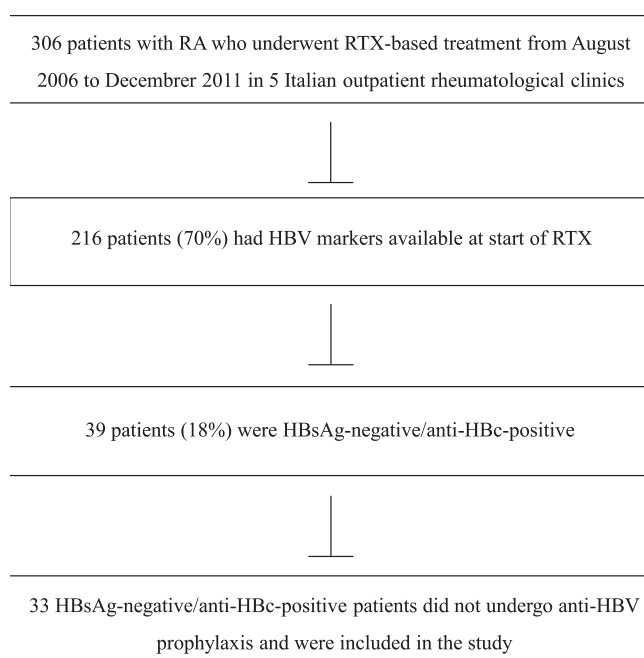 306 patients with RA who underwent RTX-based treatment from August
2006 to Decembrer 2011 in 5 Italian outpatient rheumatological clinics
216 patients (70%) had HBV markers available at start of RTX
39 patients (18%) were HBsAg-negative/anti-HBc-positive
33 HBsAg-negative/anti-HBc-positive patients did not undergo anti-HBV
prophylaxis and were included in the study